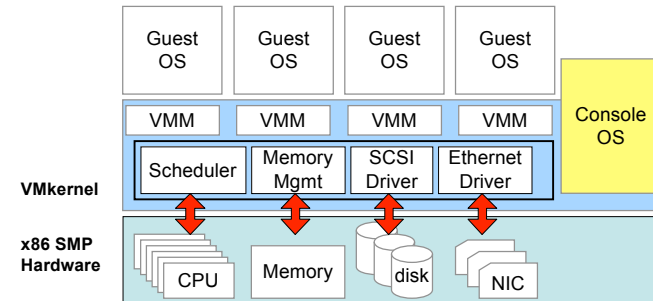 Guest
OS
Guest
OS
Guest
OS
Guest
OS
VMM
VMM
VMM
VMM
Console
OS
Scheduler
Memory
Mgmt
SCSI
Driver
Ethernet
Driver
VMkernel
x86 SMP
Hardware
CPU
Memory
disk
NIC